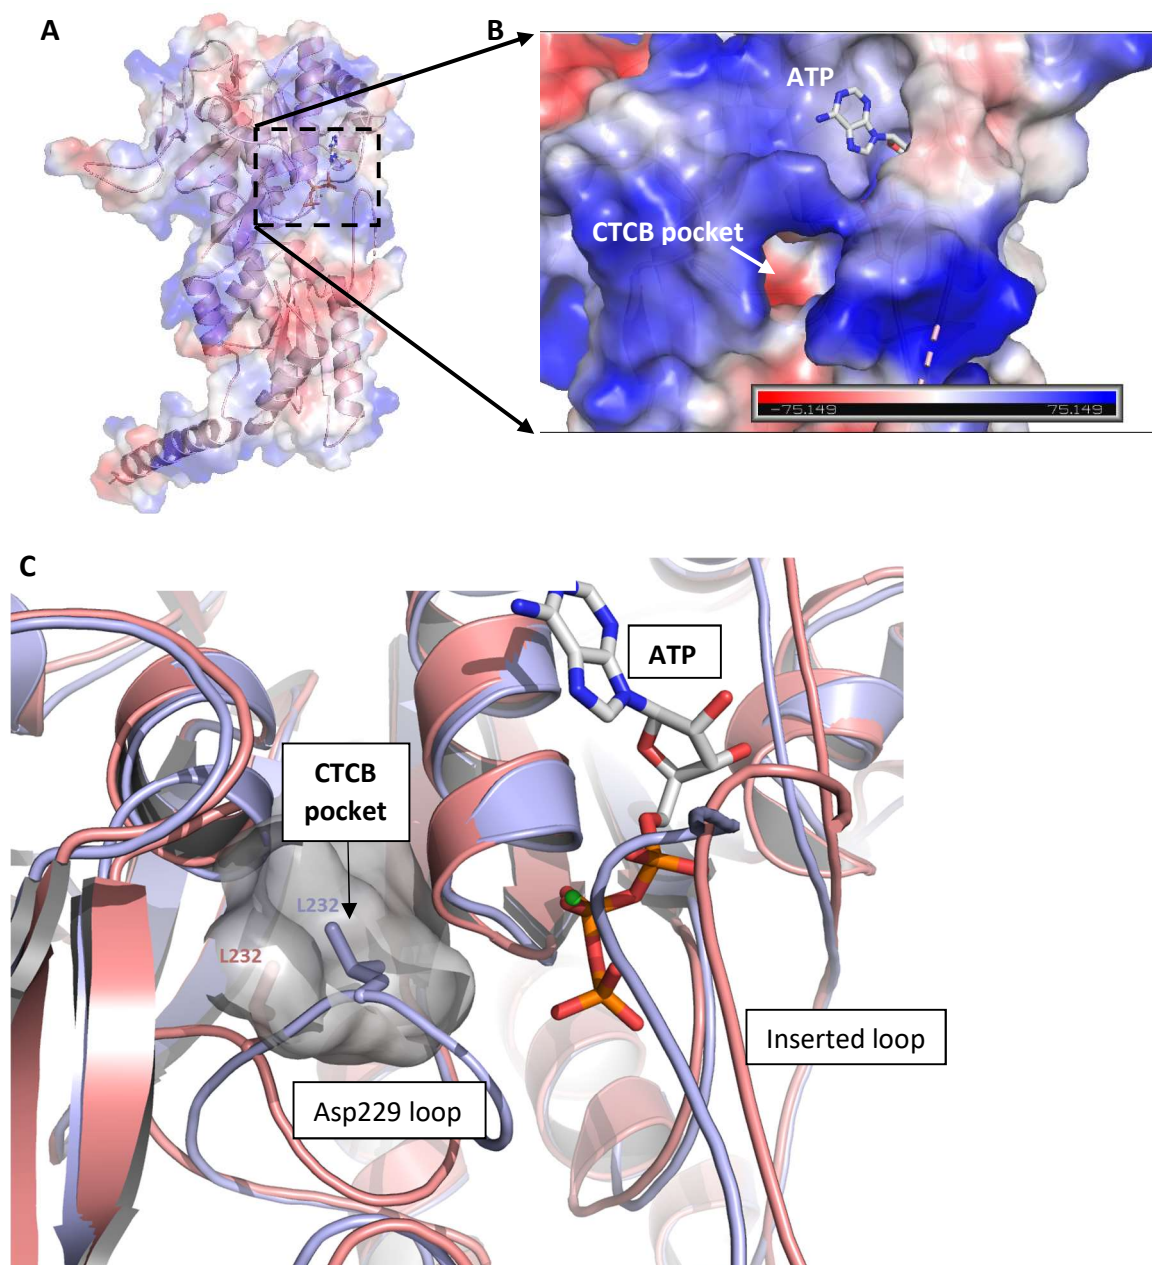 A
B
ATP
CTCB pocket
-75.149 75.149
C
ATP
CTCB
pocket
L232
L232
Inserted loop
Asp229 loop